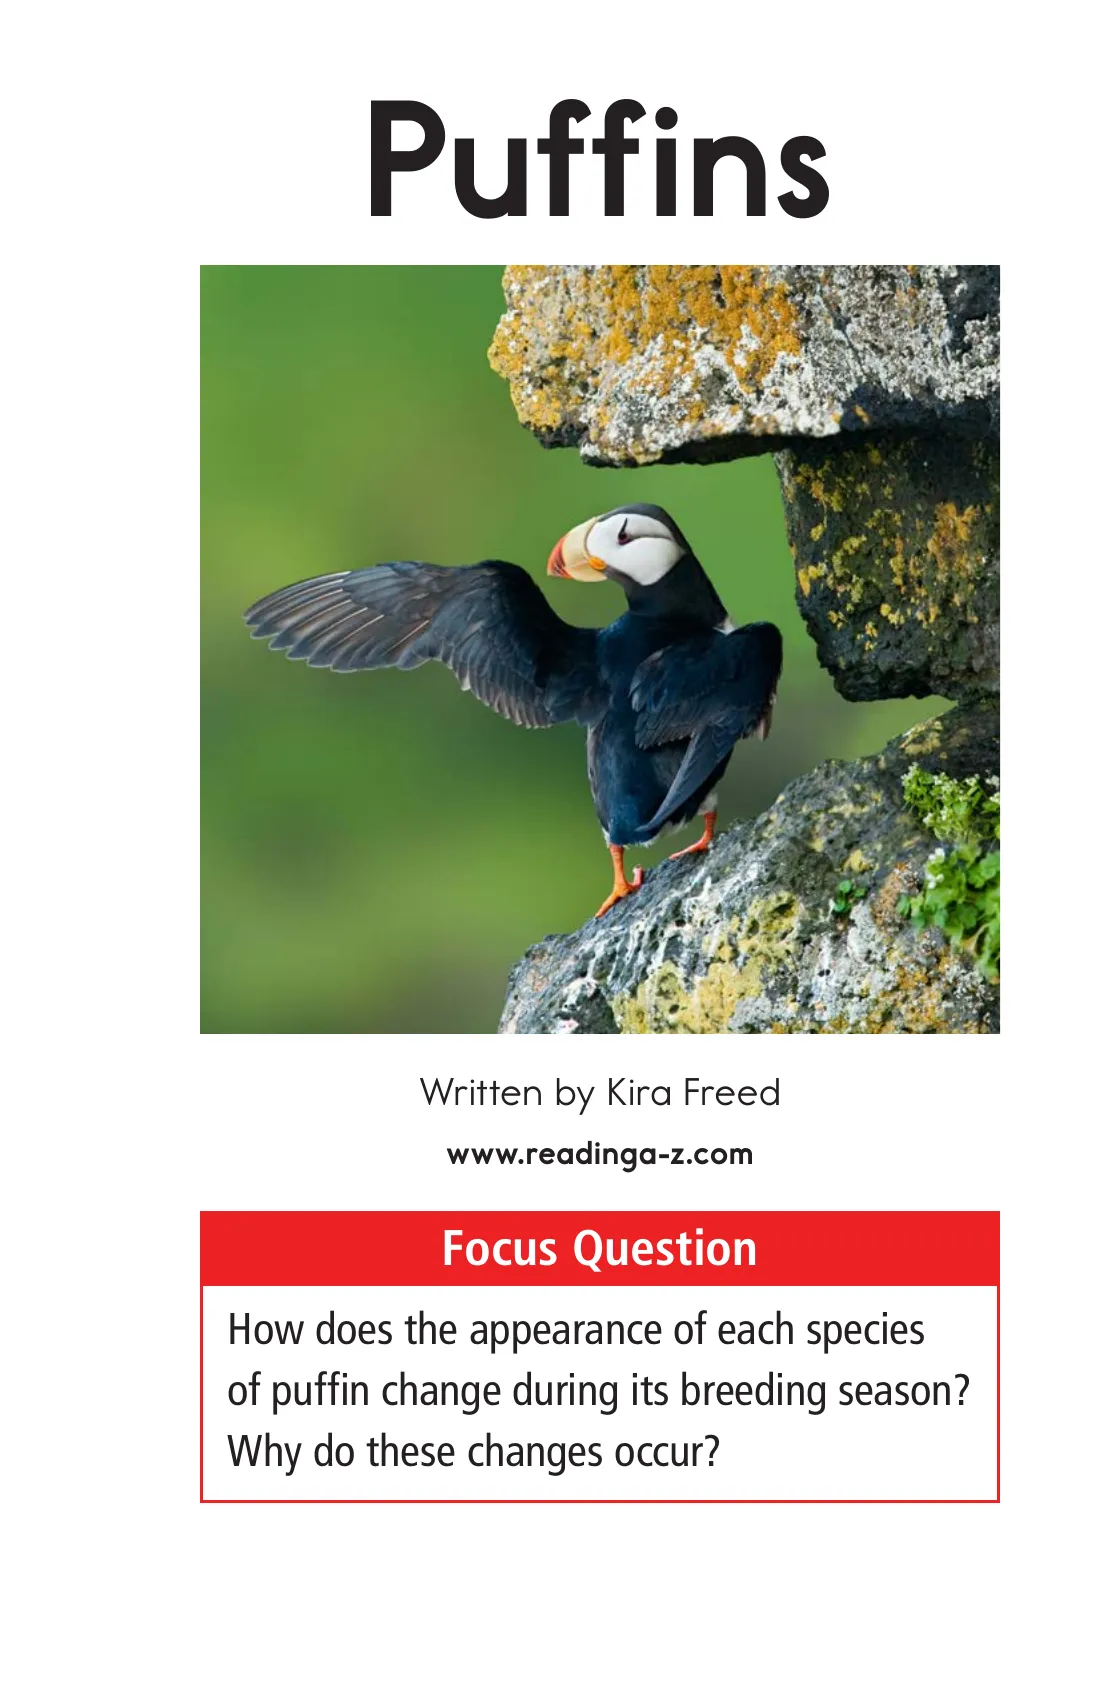 Puffins
Written by Kira Freed
www.readinga-z.com
Focus Question
How does the appearance of each species
of puffin change during its breeding season?
Why do these changes occur?